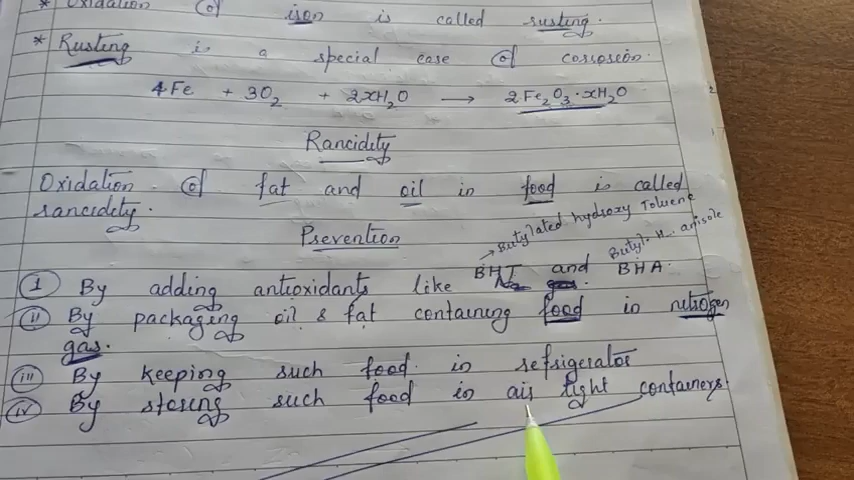 * Oxidation of iron is called rusting.
* Rusting is a special case of corrosion.
4Fe + 3O₂ + 2xH₂O → 2Fe₂O₃·xH₂O
Rancidity
Oxidation of fat and oil in food is called
rancidity.
Prevention
→ Butylated hydroxy Toluene
Butyl. H. anisole
(i) By adding antioxidants like BHT and BHA.
(ii) By packaging oil & fat containing food in nitrogen
gas.
(iii) By keeping such food in refrigerator
(iv) By storing such food in air tight containers.